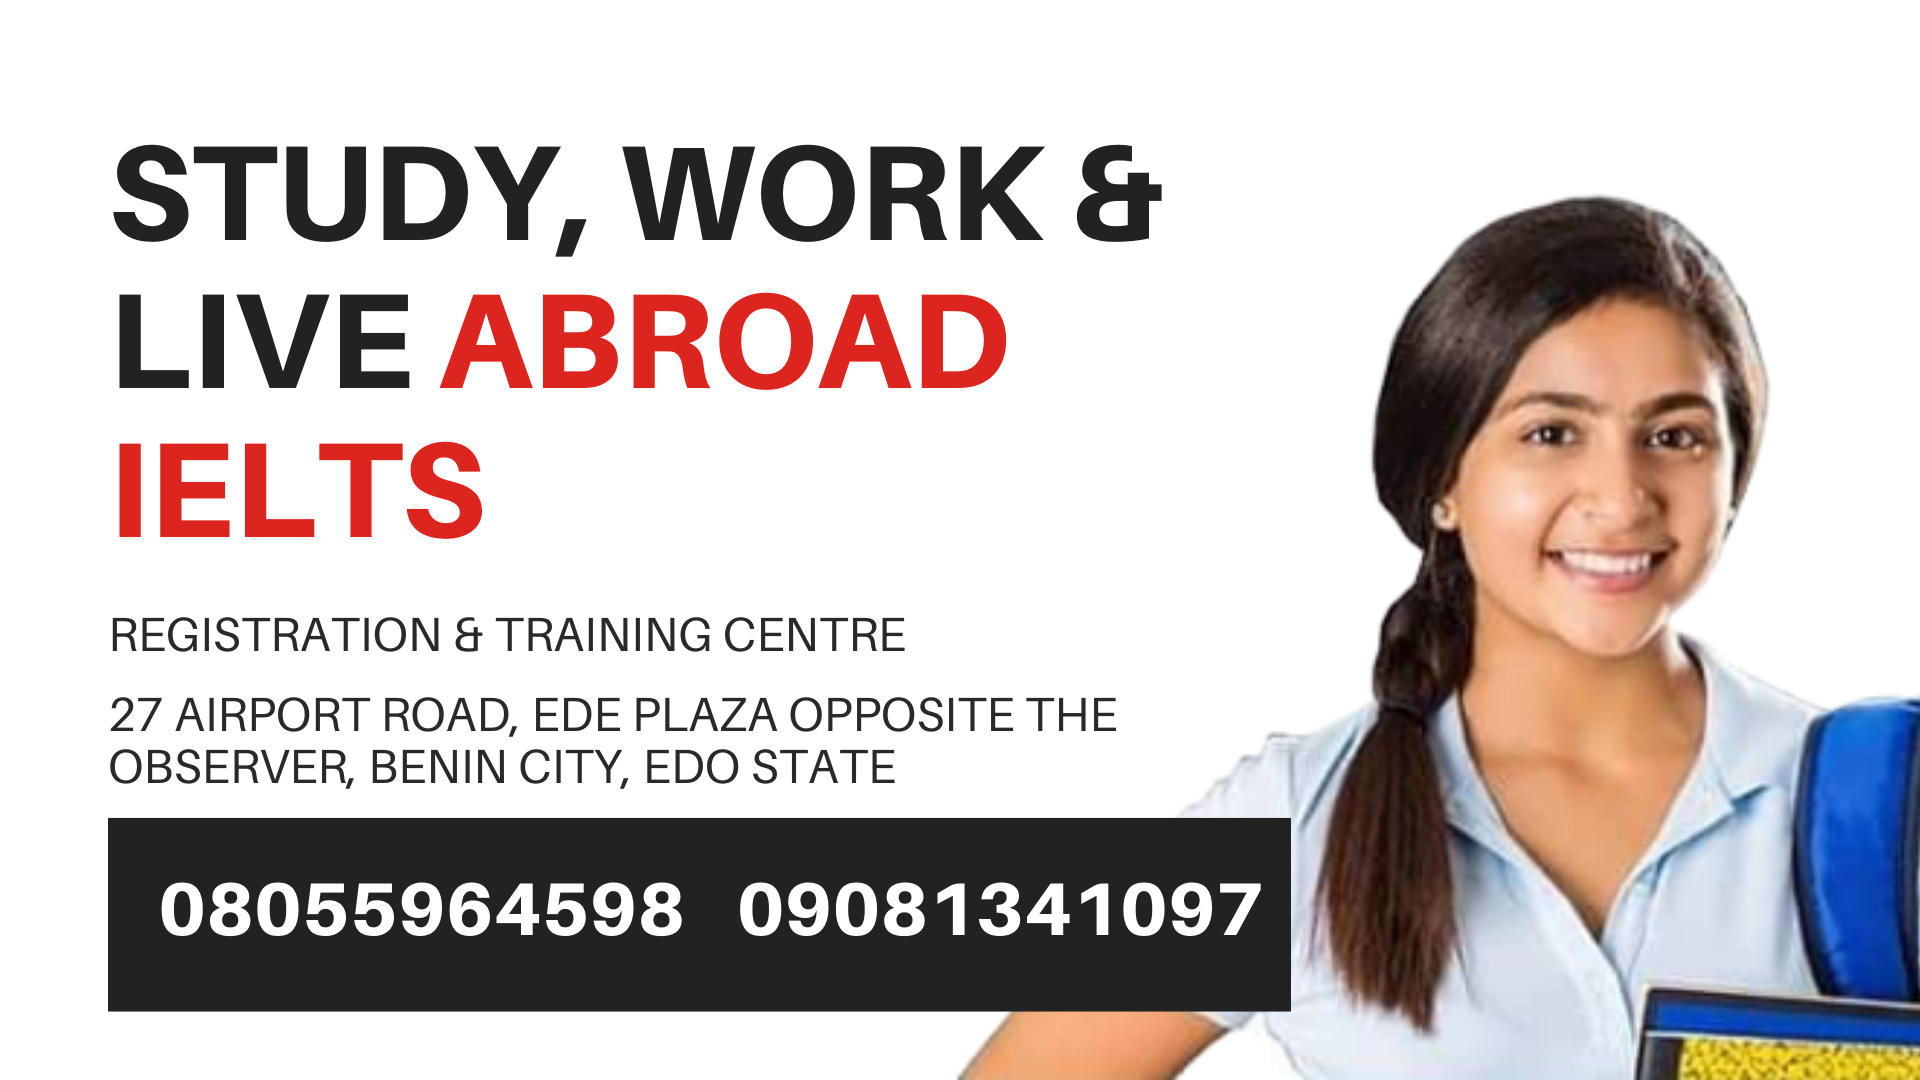 STUDY, WORK &
LIVE ABROAD
IELTS
REGISTRATION & TRAINING CENTRE
27 AIRPORT ROAD, EDE PLAZA OPPOSITE THE
OBSERVER, BENIN CITY, EDO STATE
08055964598 09081341097